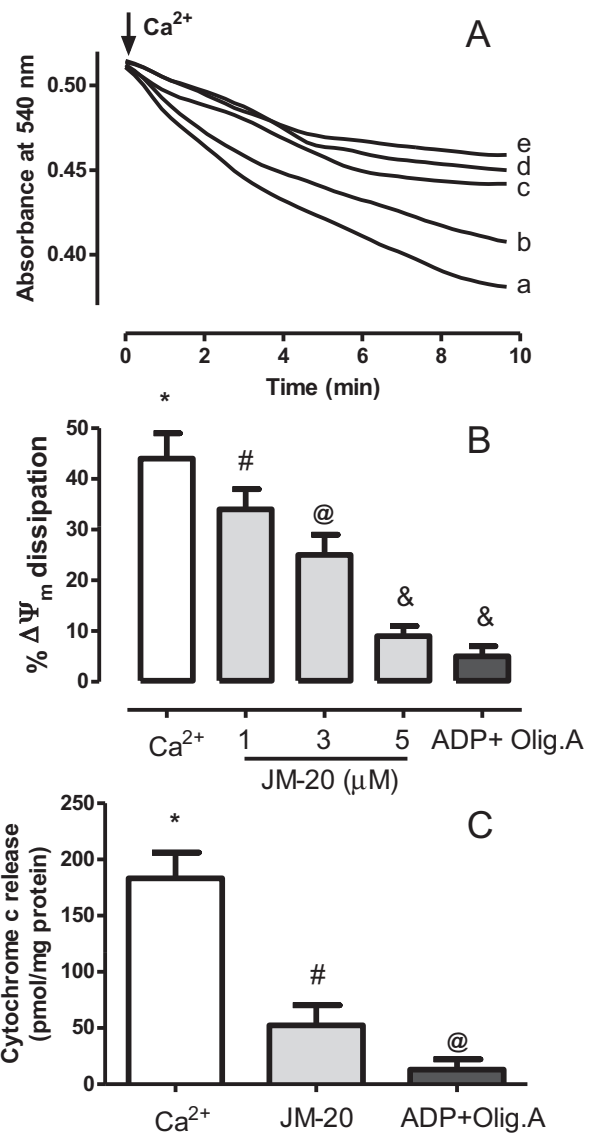 Ca²⁺
A
Absorbance at 540 nm
0.50
0.45
0.40
e
d
c
b
a
0 2 4 6 8 10
Time (min)
B
% ΔΨm dissipation
50
40
30
20
10
0
*
#
@
&
&
Ca²⁺ 1 3 5 ADP+ Olig.A
JM-20 (μM)
C
Cytochrome c release
(pmol/mg protein)
250
200
150
100
50
0
*
#
@
Ca²⁺ JM-20 ADP+Olig.A